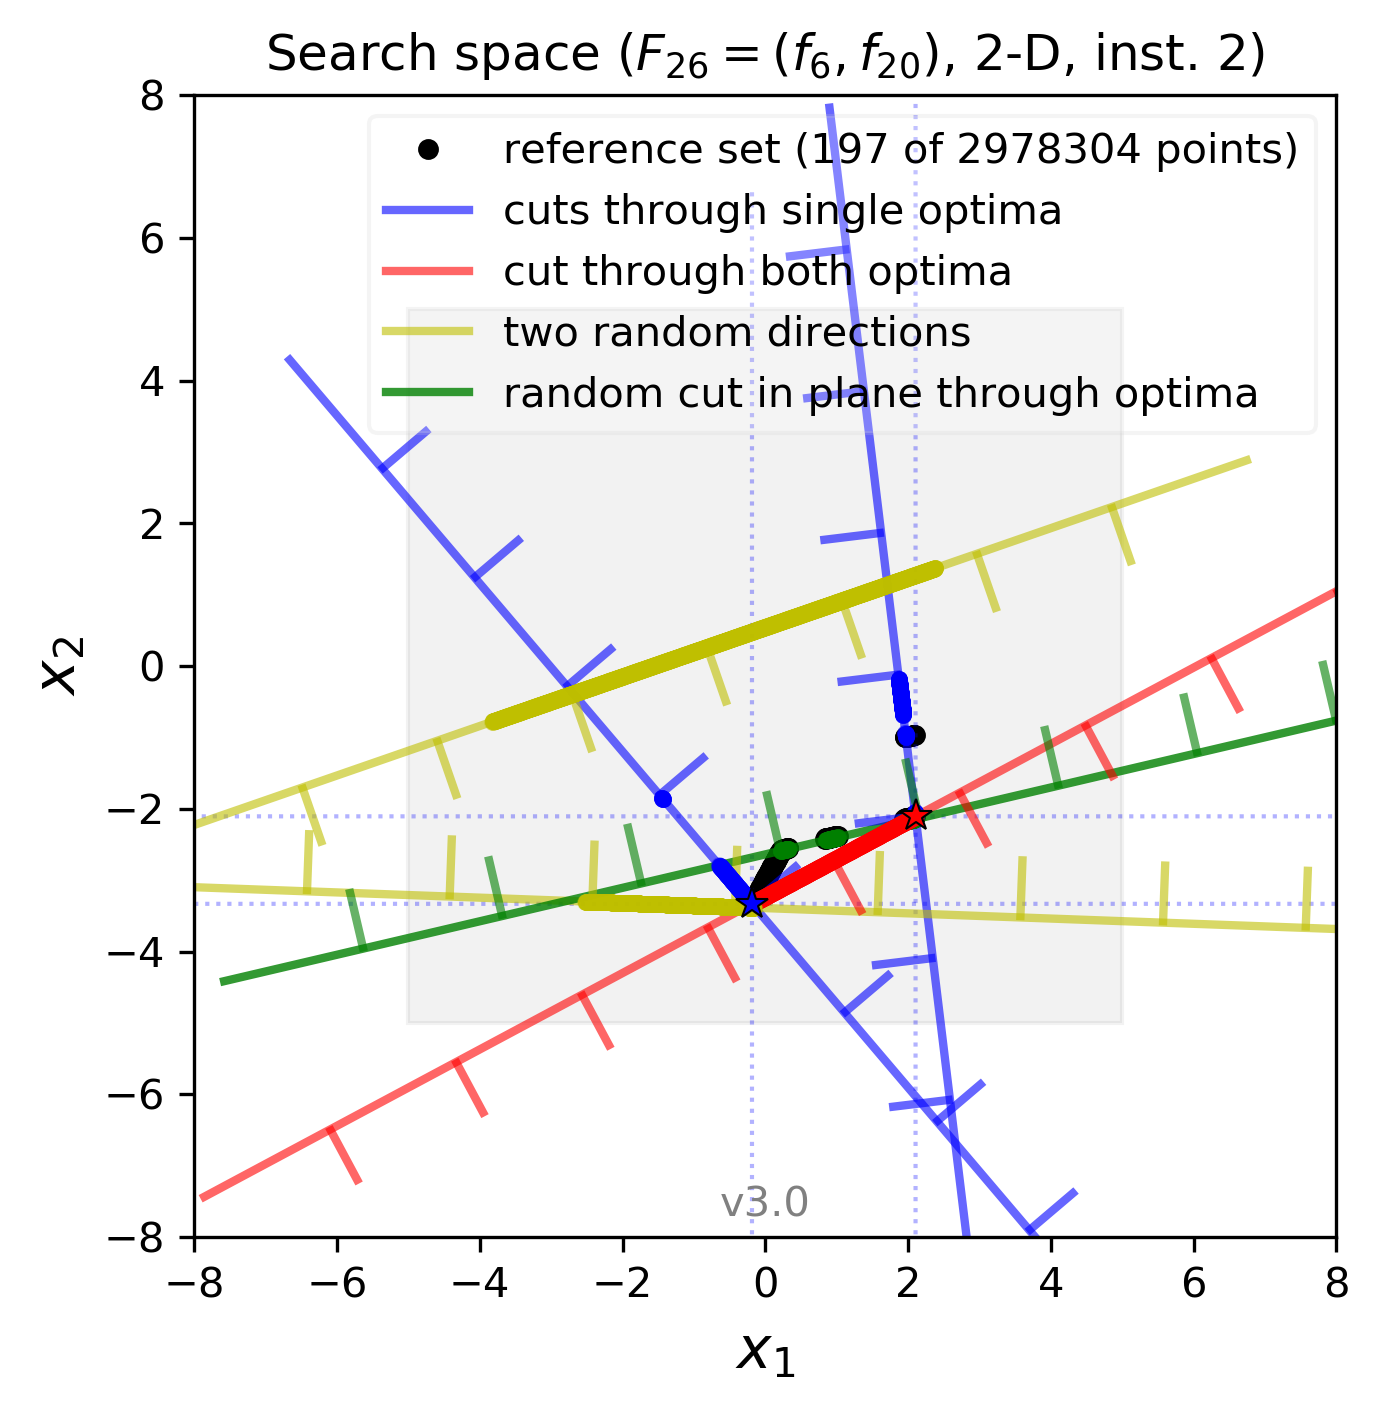 Search space (F26 = (f6, f20), 2-D, inst. 2)
reference set (197 of 2978304 points)
cuts through single optima
cut through both optima
two random directions
random cut in plane through optima
8
6
4
2
0
−2
−4
−6
−8
x2
v3.0
−8 −6 −4 −2 0 2 4 6 8
x1